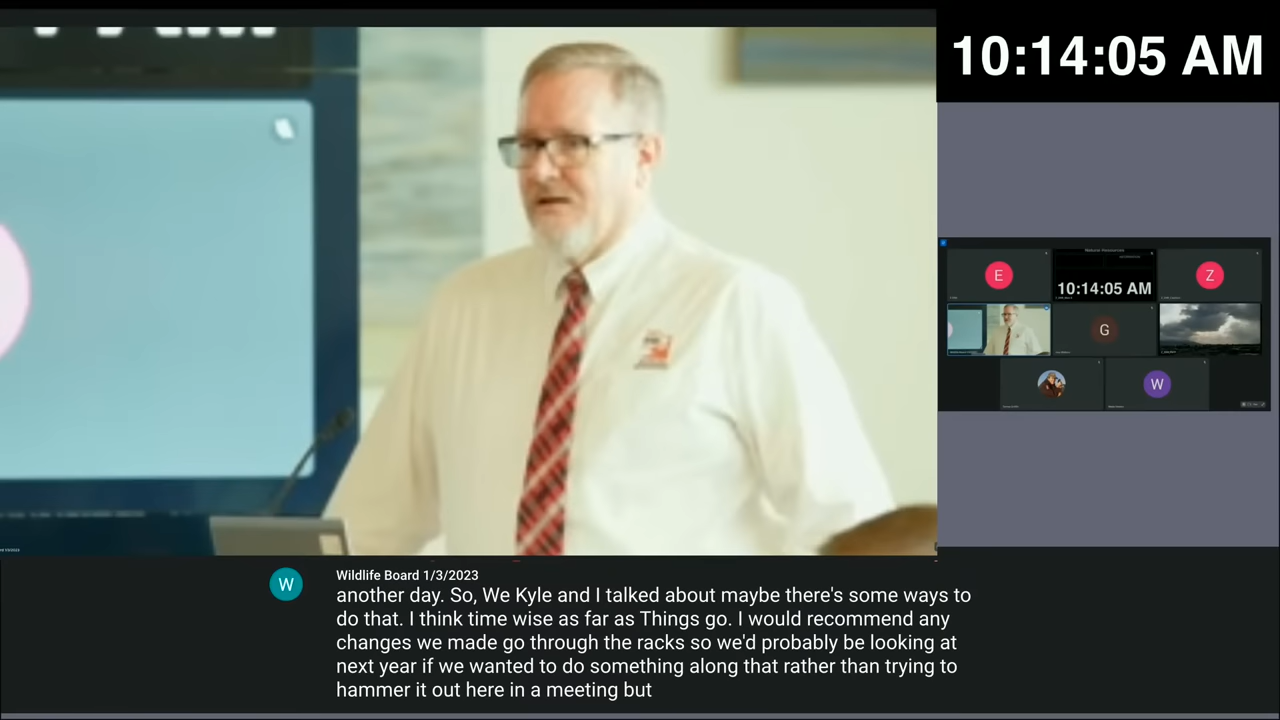 10:14:05 AM
E
10:14:05 AM
Z
G
W
W
Wildlife Board 1/3/2023
another day. So, We Kyle and I talked about maybe there's some ways to
do that. I think time wise as far as Things go. I would recommend any
changes we made go through the racks so we'd probably be looking at
next year if we wanted to do something along that rather than trying to
hammer it out here in a meeting but